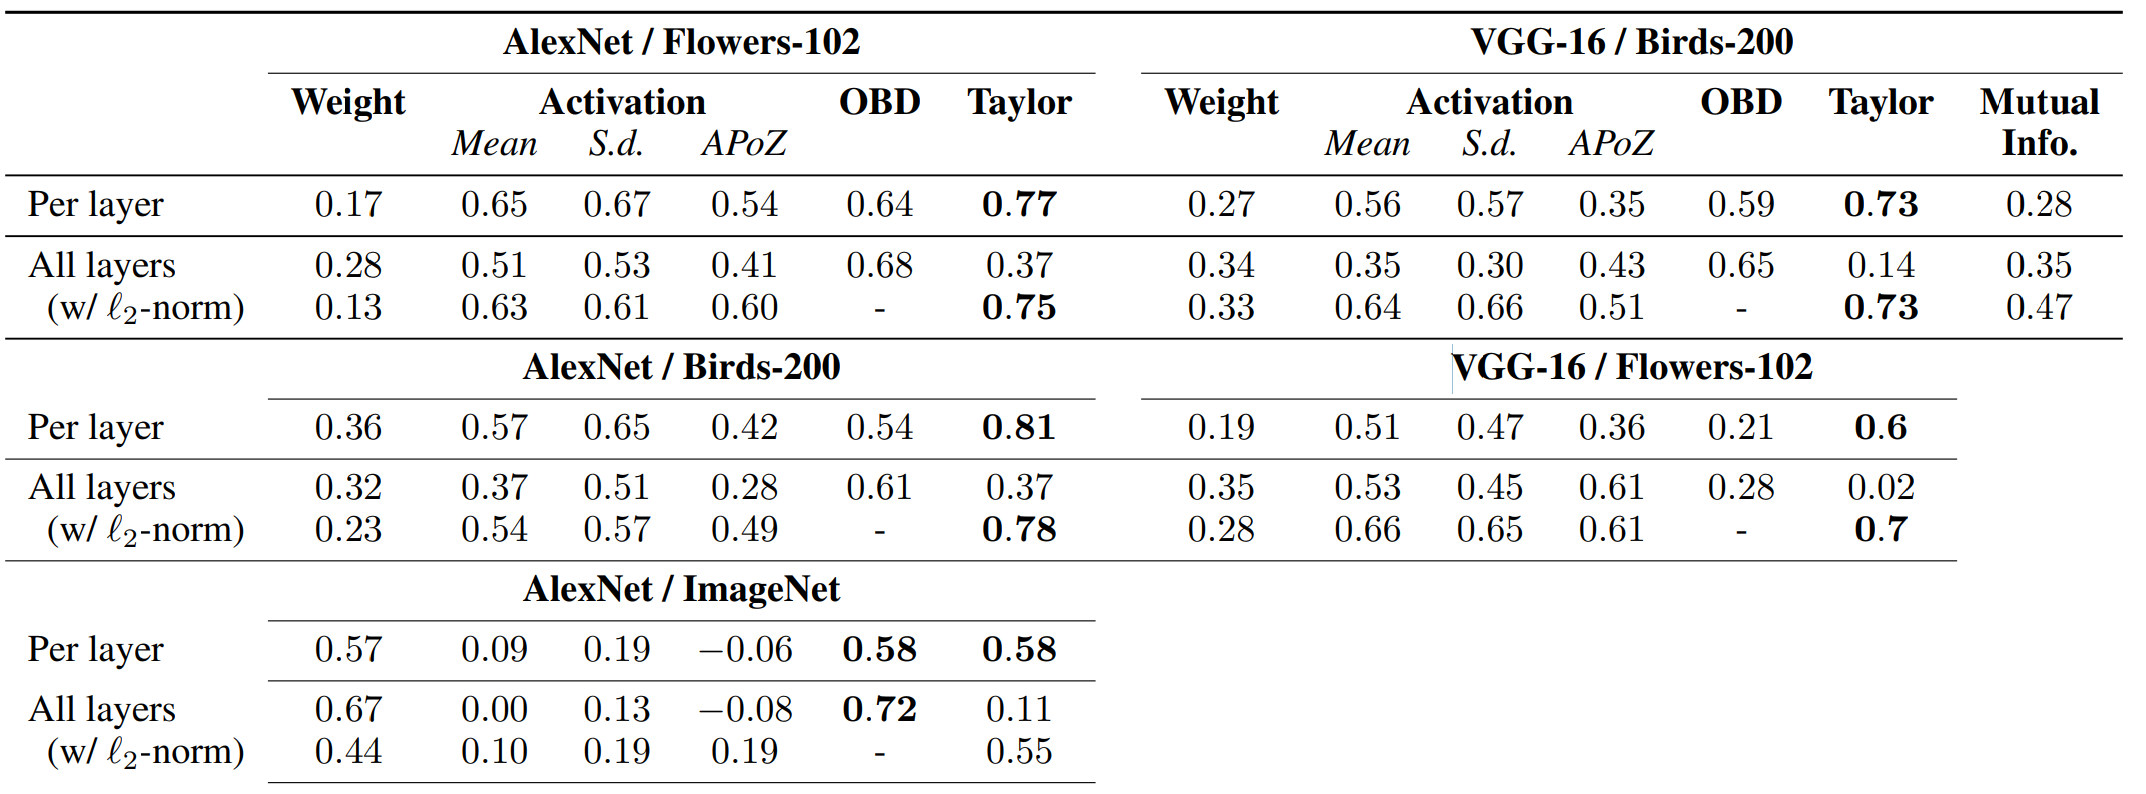 AlexNet / Flowers-102 VGG-16 / Birds-200
Weight Activation OBD Taylor Weight Activation OBD Taylor Mutual
Mean S.d. APoZ Mean S.d. APoZ Info.
Per layer 0.17 0.65 0.67 0.54 0.64 0.77 0.27 0.56 0.57 0.35 0.59 0.73 0.28
All layers 0.28 0.51 0.53 0.41 0.68 0.37 0.34 0.35 0.30 0.43 0.65 0.14 0.35
(w/ ℓ₂-norm) 0.13 0.63 0.61 0.60 - 0.75 0.33 0.64 0.66 0.51 - 0.73 0.47
AlexNet / Birds-200 VGG-16 / Flowers-102
Per layer 0.36 0.57 0.65 0.42 0.54 0.81 0.19 0.51 0.47 0.36 0.21 0.6
All layers 0.32 0.37 0.51 0.28 0.61 0.37 0.35 0.53 0.45 0.61 0.28 0.02
(w/ ℓ₂-norm) 0.23 0.54 0.57 0.49 - 0.78 0.28 0.66 0.65 0.61 - 0.7
AlexNet / ImageNet
Per layer 0.57 0.09 0.19 −0.06 0.58 0.58
All layers 0.67 0.00 0.13 −0.08 0.72 0.11
(w/ ℓ₂-norm) 0.44 0.10 0.19 0.19 - 0.55